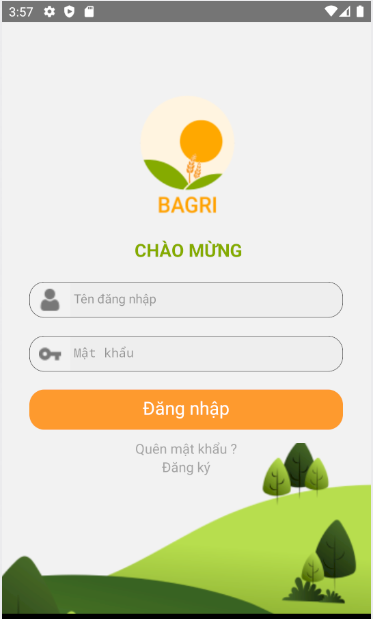 3:57
BAGRI
CHÀO MỪNG
Tên đăng nhập
Mật khẩu
Đăng nhập
Quên mật khẩu ?
Đăng ký